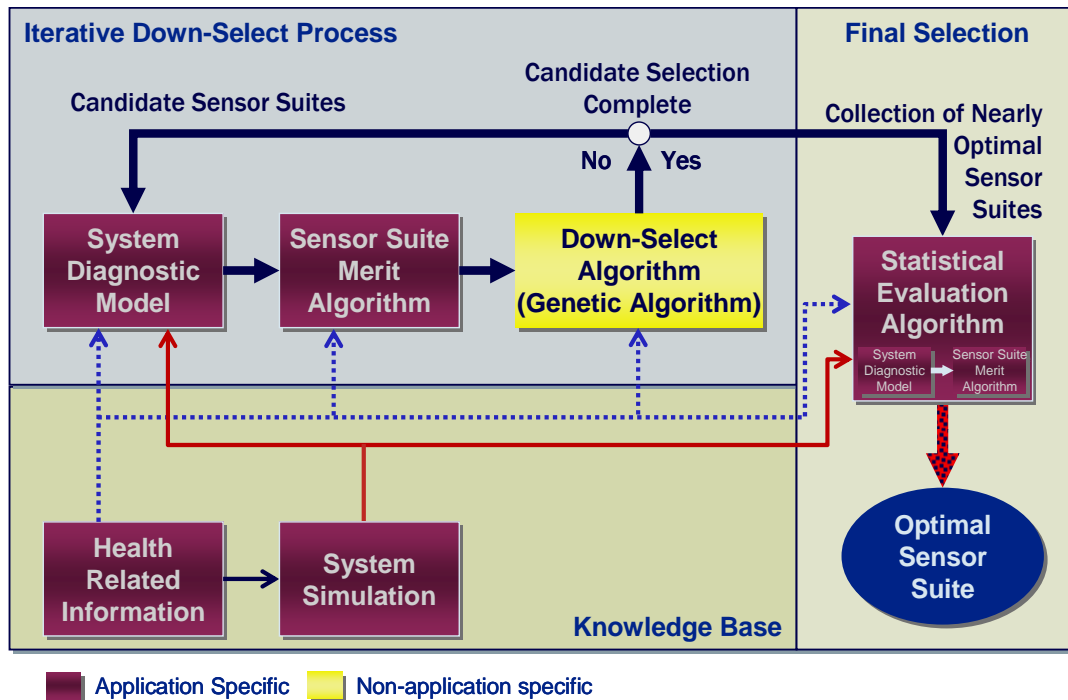 Iterative Down-Select Process
Final Selection
Candidate Selection
Complete
Candidate Sensor Suites
Collection of Nearly
Optimal
Sensor
Suites
No
Yes
System
Diagnostic
Model
Sensor Suite
Merit
Algorithm
Down-Select
Algorithm
(Genetic Algorithm)
Statistical
Evaluation
Algorithm
System
Diagnostic
Model
Sensor Suite
Merit
Algorithm
Health
Related
Information
System
Simulation
Optimal
Sensor
Suite
Knowledge Base
Application Specific
Non-application specific